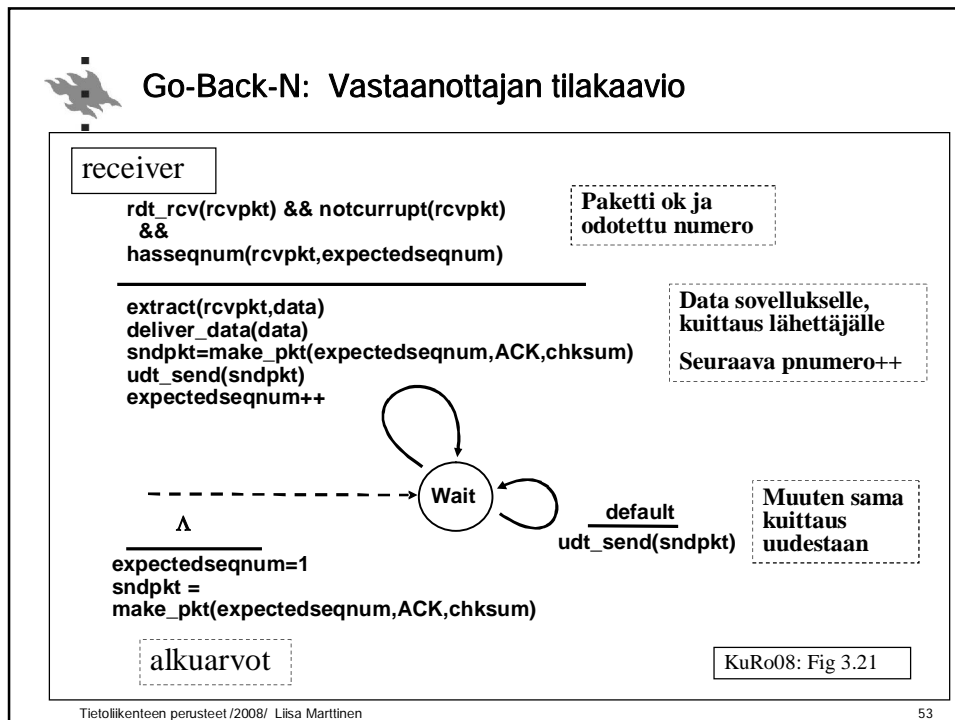 Go-Back-N: Vastaanottajan tilakaavio
receiver
rdt_rcv(rcvpkt) && notcurrupt(rcvpkt)
&&
hasseqnum(rcvpkt,expectedseqnum)
Paketti ok ja
odotettu numero
extract(rcvpkt,data)
deliver_data(data)
sndpkt=make_pkt(expectedseqnum,ACK,chksum)
udt_send(sndpkt)
expectedseqnum++
Data sovellukselle,
kuittaus lähettäjälle
Seuraava pnumero++
Wait
default
udt_send(sndpkt)
Muuten sama
kuittaus
uudestaan
Λ
expectedseqnum=1
sndpkt =
make_pkt(expectedseqnum,ACK,chksum)
alkuarvot
KuRo08: Fig 3.21
Tietoliikenteen perusteet /2008/ Liisa Marttinen
53